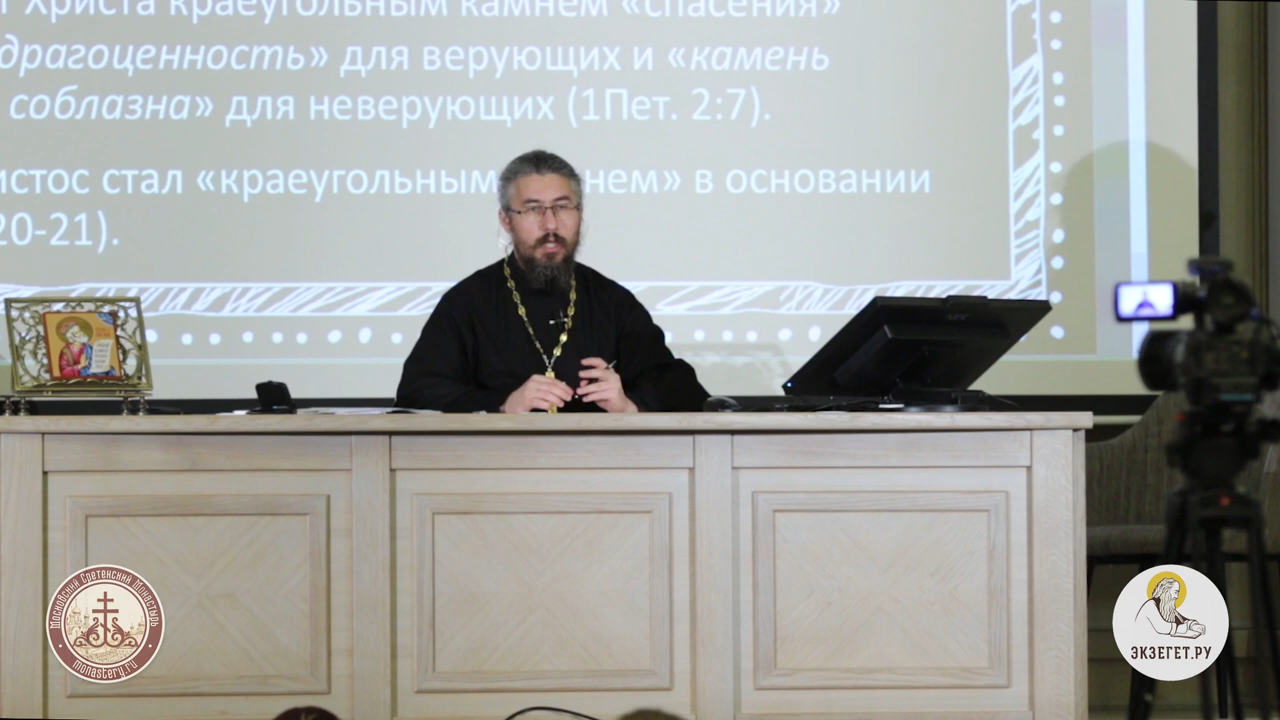 Христа краеугольным камнем «спасения»
драгоценность» для верующих и «камень
соблазна» для неверующих (1Пет. 2:7).
стал «краеугольным в основании
20-21).
Московский Сретенский Монастырь
monastery.ru
ЭКЗЕГЕТ.РУ